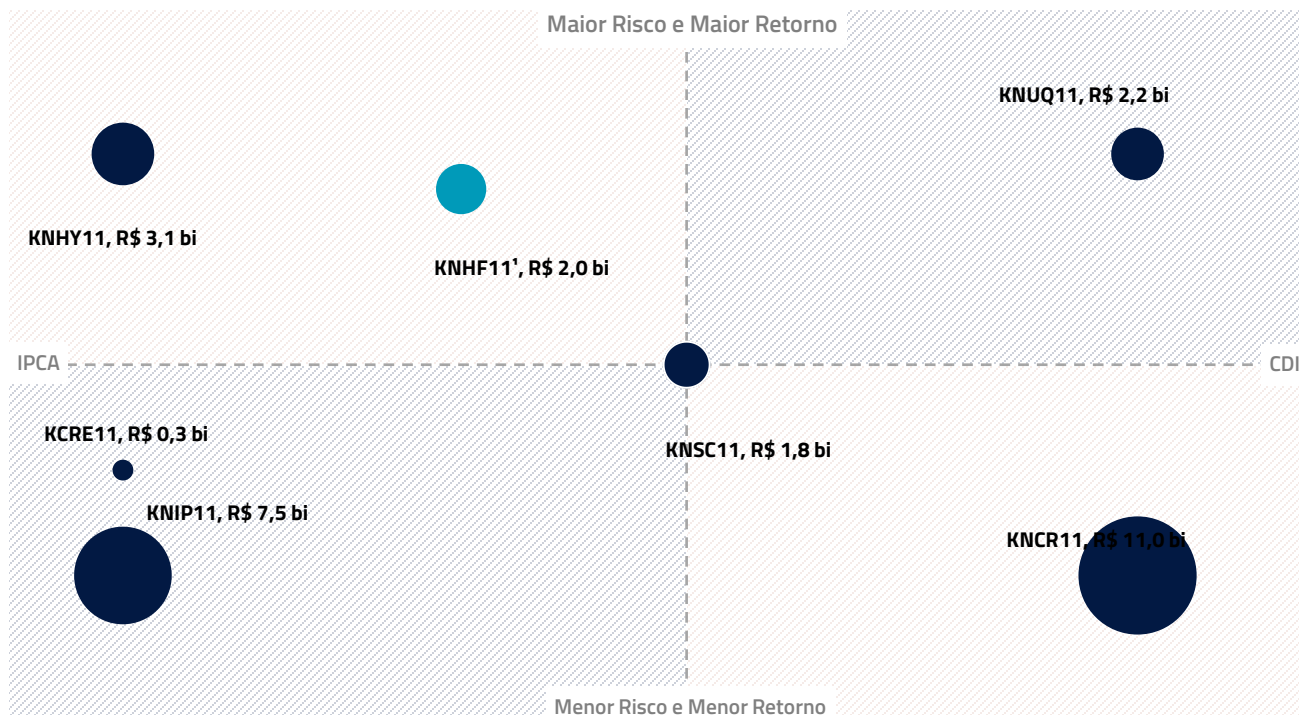 Maior Risco e Maior Retorno
KNUQ11, R$ 2,2 bi
KNHY11, R$ 3,1 bi
KNHF11¹, R$ 2,0 bi
IPCA
CDI
KCRE11, R$ 0,3 bi
KNSC11, R$ 1,8 bi
KNIP11, R$ 7,5 bi
KNCR11, R$ 11,0 bi
Menor Risco e Menor Retorno